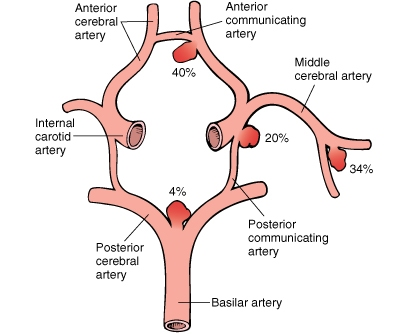 Anterior
cerebral
artery
Anterior
communicating
artery
40%
Middle
cerebral artery
Internal
carotid
artery
20%
34%
4%
Posterior
cerebral
artery
Posterior
communicating
artery
Basilar artery